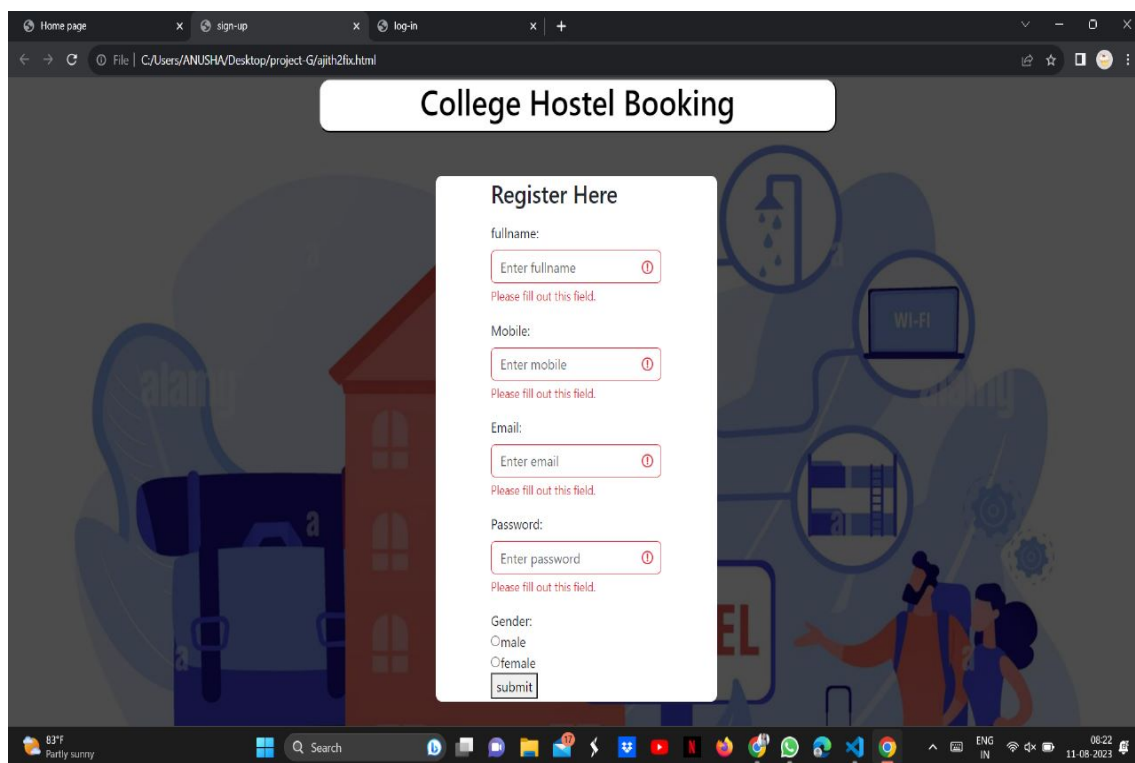 Home page
sign-up
log-in
File | C:/Users/ANUSHA/Desktop/project-G/ajith2fix.html
College Hostel Booking
Register Here
fullname:
Enter fullname
Please fill out this field.
Mobile:
Enter mobile
Please fill out this field.
Email:
Enter email
Please fill out this field.
Password:
Enter password
Please fill out this field.
Gender:
male
female
submit
WI-FI
alamy
alamy
a
a
a
a
a
a
EL
83°F
Partly sunny
Search
17
N
ENG
IN
08:22
11-08-2023